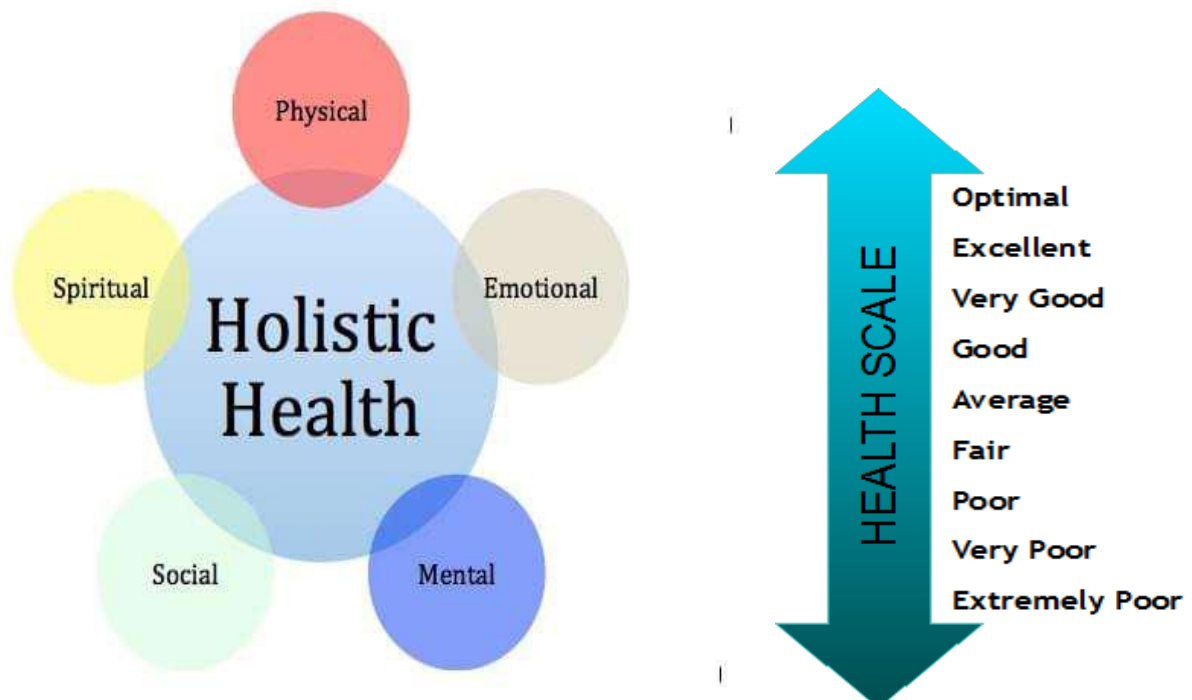 Physical
Spiritual
Emotional
Holistic
Health
Social
Mental
HEALTH SCALE
Optimal
Excellent
Very Good
Good
Average
Fair
Poor
Very Poor
Extremely Poor